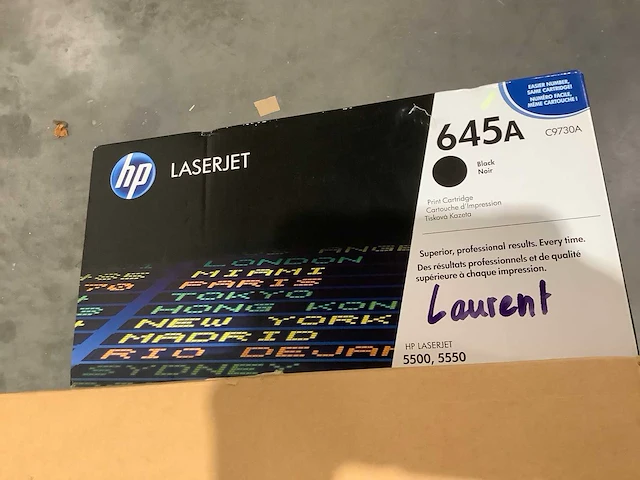 EASIER NUMBER,
SAME CARTRIDGE!
NUMÉRO FACILE,
MÊME CARTOUCHE !
645A C9730A
hp LASERJET
Black
Noir
Print Cartridge
Cartouche d'Impression
Tisková Kazeta
Superior, professional results. Every time.
Des résultats professionnels et de qualité
supérieure à chaque impression.
Laurent
HP LASERJET
5500, 5550
LONDON
MIAMI
PARIS
TOKYO
HONG KON
NEW YORK
MADRID
RIO DEJAN
SYDNEY